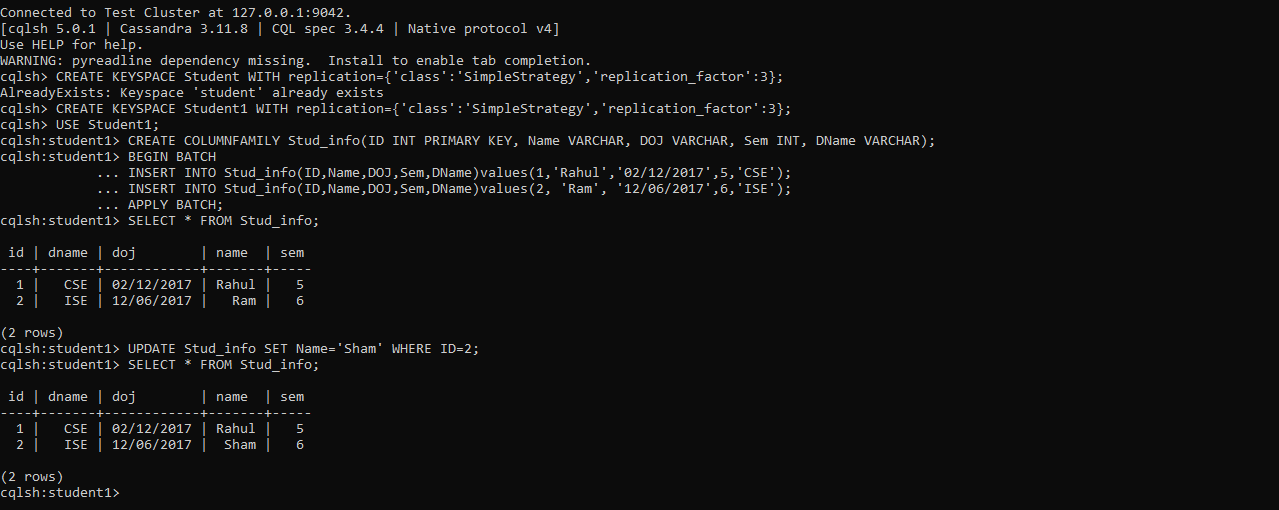 Connected to Test Cluster at 127.0.0.1:9042.
[cqlsh 5.0.1 | Cassandra 3.11.8 | CQL spec 3.4.4 | Native protocol v4]
Use HELP for help.
WARNING: pyreadline dependency missing.  Install to enable tab completion.
cqlsh> CREATE KEYSPACE Student WITH replication={'class':'SimpleStrategy','replication_factor':3};
AlreadyExists: Keyspace 'student' already exists
cqlsh> CREATE KEYSPACE Student1 WITH replication={'class':'SimpleStrategy','replication_factor':3};
cqlsh> USE Student1;
cqlsh:student1> CREATE COLUMNFAMILY Stud_info(ID INT PRIMARY KEY, Name VARCHAR, DOJ VARCHAR, Sem INT, DName VARCHAR);
cqlsh:student1> BEGIN BATCH
            ... INSERT INTO Stud_info(ID,Name,DOJ,Sem,DName)values(1,'Rahul','02/12/2017',5,'CSE');
            ... INSERT INTO Stud_info(ID,Name,DOJ,Sem,DName)values(2, 'Ram', '12/06/2017',6,'ISE');
            ... APPLY BATCH;
cqlsh:student1> SELECT * FROM Stud_info;
 id | dname | doj        | name  | sem
----+-------+------------+-------+-----
  1 |   CSE | 02/12/2017 | Rahul |   5
  2 |   ISE | 12/06/2017 |   Ram |   6
(2 rows)
cqlsh:student1> UPDATE Stud_info SET Name='Sham' WHERE ID=2;
cqlsh:student1> SELECT * FROM Stud_info;
 id | dname | doj        | name  | sem
----+-------+------------+-------+-----
  1 |   CSE | 02/12/2017 | Rahul |   5
  2 |   ISE | 12/06/2017 |  Sham |   6
(2 rows)
cqlsh:student1>